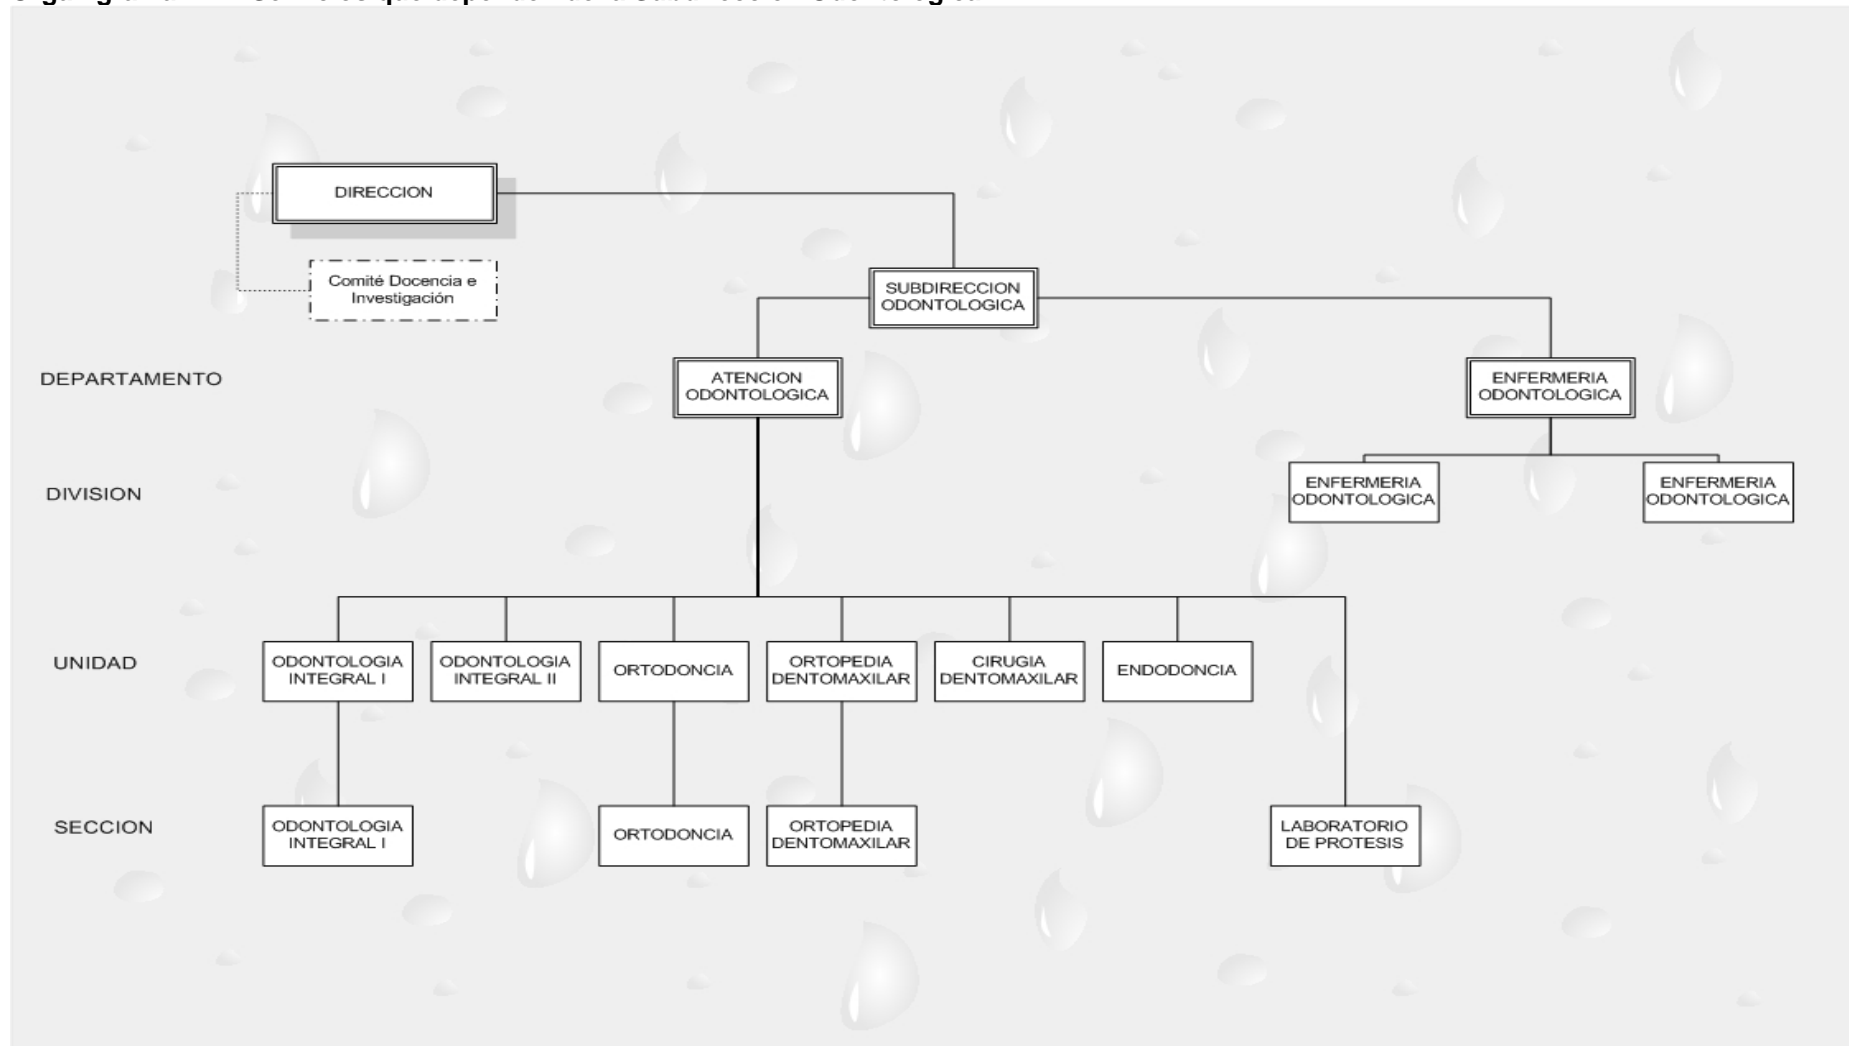 DIRECCION
Comité Docencia e
Investigación
SUBDIRECCION
ODONTOLOGICA
DEPARTAMENTO
ATENCION
ODONTOLOGICA
ENFERMERIA
ODONTOLOGICA
DIVISION
ENFERMERIA
ODONTOLOGICA
ENFERMERIA
ODONTOLOGICA
UNIDAD
ODONTOLOGIA
INTEGRAL I
ODONTOLOGIA
INTEGRAL II
ORTODONCIA
ORTOPEDIA
DENTOMAXILAR
CIRUGIA
DENTOMAXILAR
ENDODONCIA
SECCION
ODONTOLOGIA
INTEGRAL I
ORTODONCIA
ORTOPEDIA
DENTOMAXILAR
LABORATORIO
DE PROTESIS